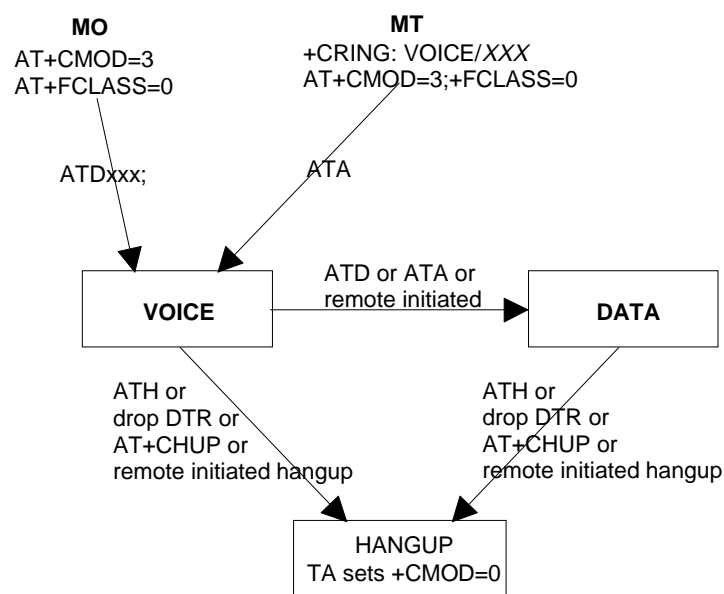 MO
AT+CMOD=3
AT+FCLASS=0
MT
+CRING: VOICE/XXX
AT+CMOD=3;+FCLASS=0
ATDxxx;
ATA
VOICE
ATD or ATA or
remote initiated
DATA
ATH or
drop DTR or
AT+CHUP or
remote initiated hangup
ATH or
drop DTR or
AT+CHUP or
remote initiated hangup
HANGUP
TA sets +CMOD=0